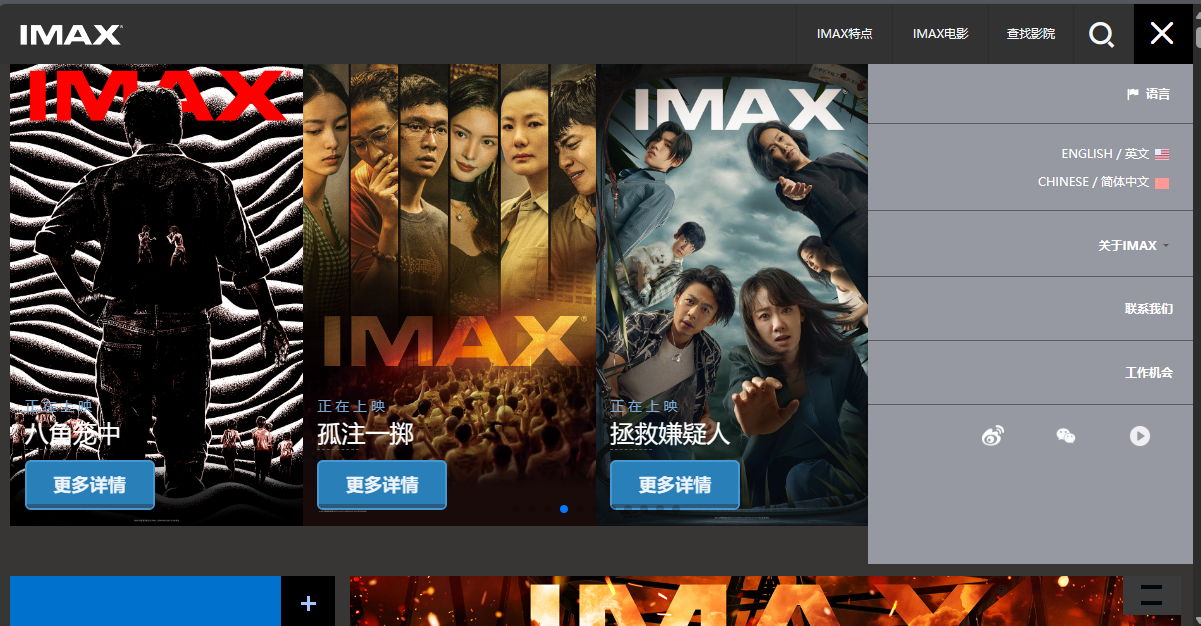 IMAX
IMAX特点
IMAX电影
查找影院
IMAX
IMAX
IMAX
正在上映
八角笼中
更多详情
正在上映
孤注一掷
更多详情
正在上映
拯救嫌疑人
更多详情
语言
ENGLISH / 英文
CHINESE / 简体中文
关于IMAX
联系我们
工作机会
+
IMAX